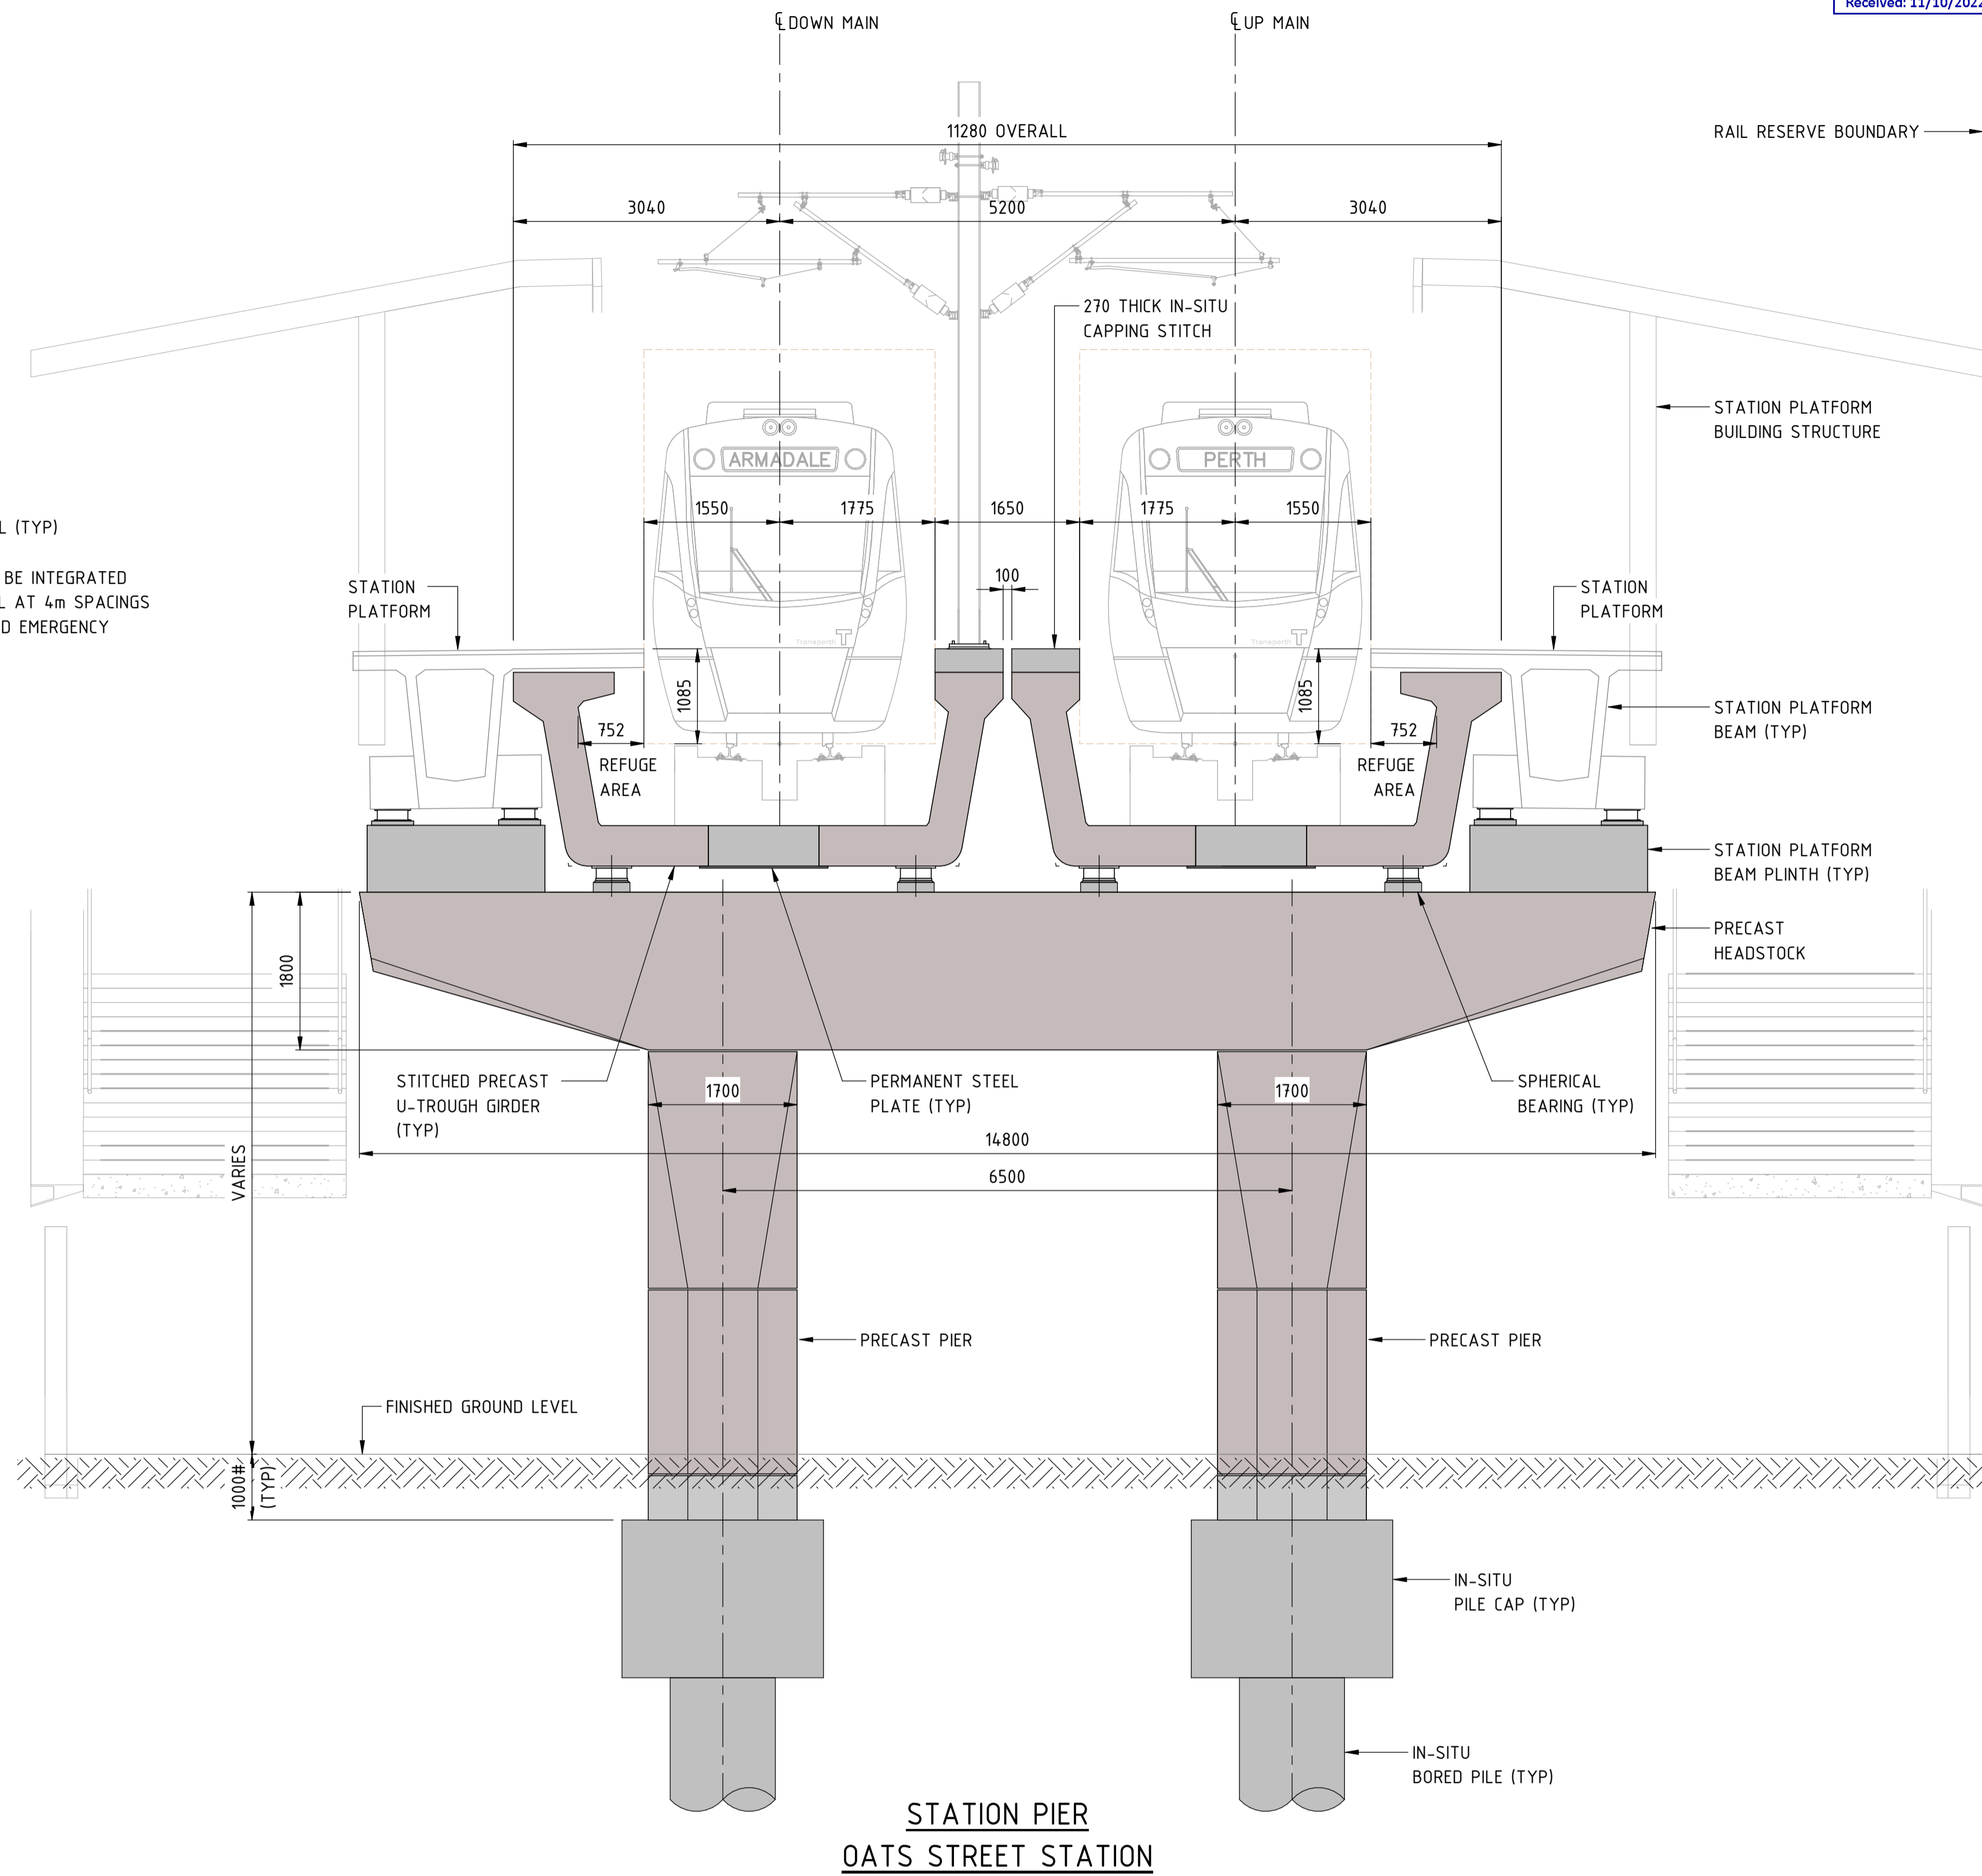 Received: 11/10/2022
℄ DOWN MAIN
℄ UP MAIN
11280 OVERALL
RAIL RESERVE BOUNDARY
3040
5200
3040
270 THICK IN-SITU
CAPPING STITCH
STATION PLATFORM
BUILDING STRUCTURE
ARMADALE
PERTH
1550
1775
1650
1775
1550
L (TYP)
BE INTEGRATED
L AT 4m SPACINGS
D EMERGENCY
STATION
PLATFORM
100
STATION
PLATFORM
Transperth T
Transperth T
1085
1085
752
REFUGE
AREA
752
REFUGE
AREA
STATION PLATFORM
BEAM (TYP)
STATION PLATFORM
BEAM PLINTH (TYP)
PRECAST
HEADSTOCK
1800
STITCHED PRECAST
U-TROUGH GIRDER
(TYP)
1700
PERMANENT STEEL
PLATE (TYP)
1700
SPHERICAL
BEARING (TYP)
14800
6500
VARIES
PRECAST PIER
PRECAST PIER
FINISHED GROUND LEVEL
1000#
(TYP)
IN-SITU
PILE CAP (TYP)
IN-SITU
BORED PILE (TYP)
STATION PIER
OATS STREET STATION